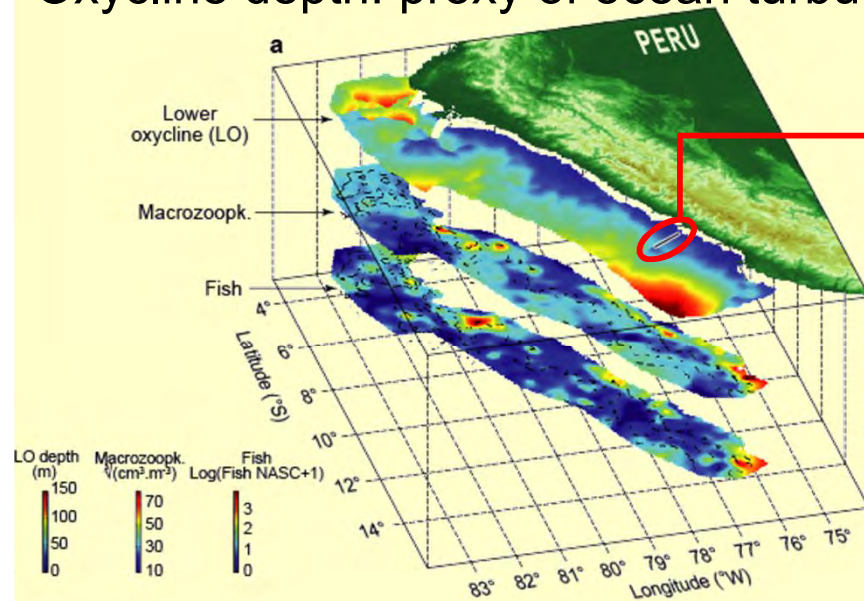 Oxycline depth: proxy of ocean turbu
a
PERU
Lower
oxycline (LO)
Macrozoopk.
Fish
4°
6°
8°
10°
12°
14°
Latitude (°S)
LO depth
(m)
150
100
50
0
Macrozoopk.
∛(cm³.m⁻³)
70
50
30
10
Fish
Log(Fish NASC+1)
3
2
1
0
83°
82°
81°
80°
79°
78°
77°
76°
75°
Longitude (°W)